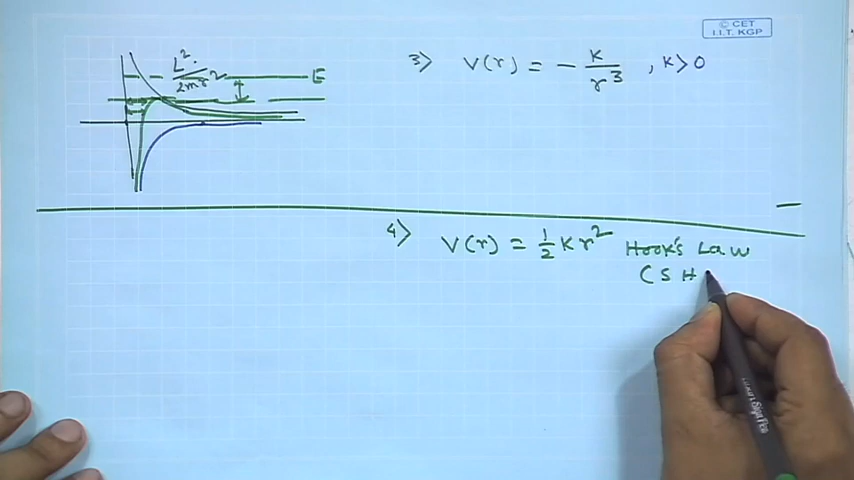 © CET
I.I.T. KGP
L²
2mr²
E
3> V(r) = - K / r³ , K > 0
4> V(r) = 1/2 K r² Hook's Law
(S H